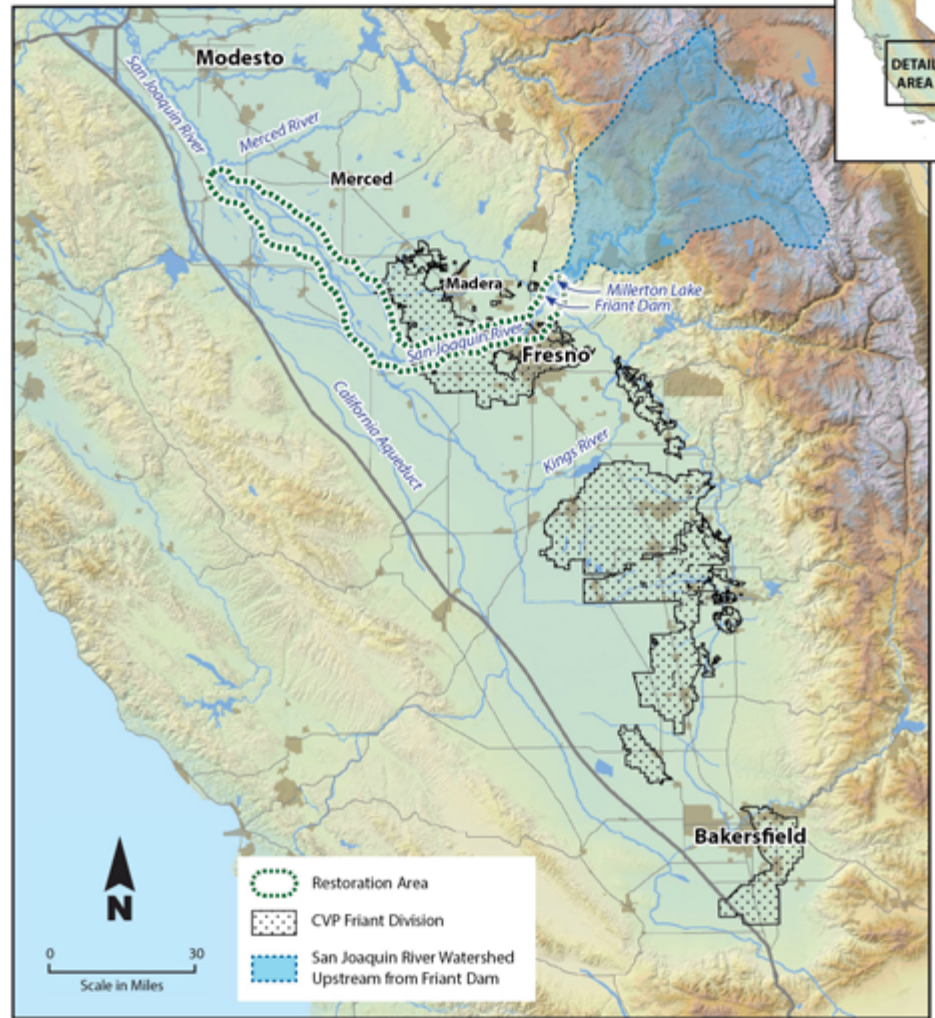 DETAIL
AREA
Modesto
San Joaquin River
Merced River
Merced
Madera
Millerton Lake
Friant Dam
San Joaquin River
Fresno
California Aqueduct
Kings River
Bakersfield
N
0 30
Scale in Miles
Restoration Area
CVP Friant Division
San Joaquin River Watershed
Upstream from Friant Dam